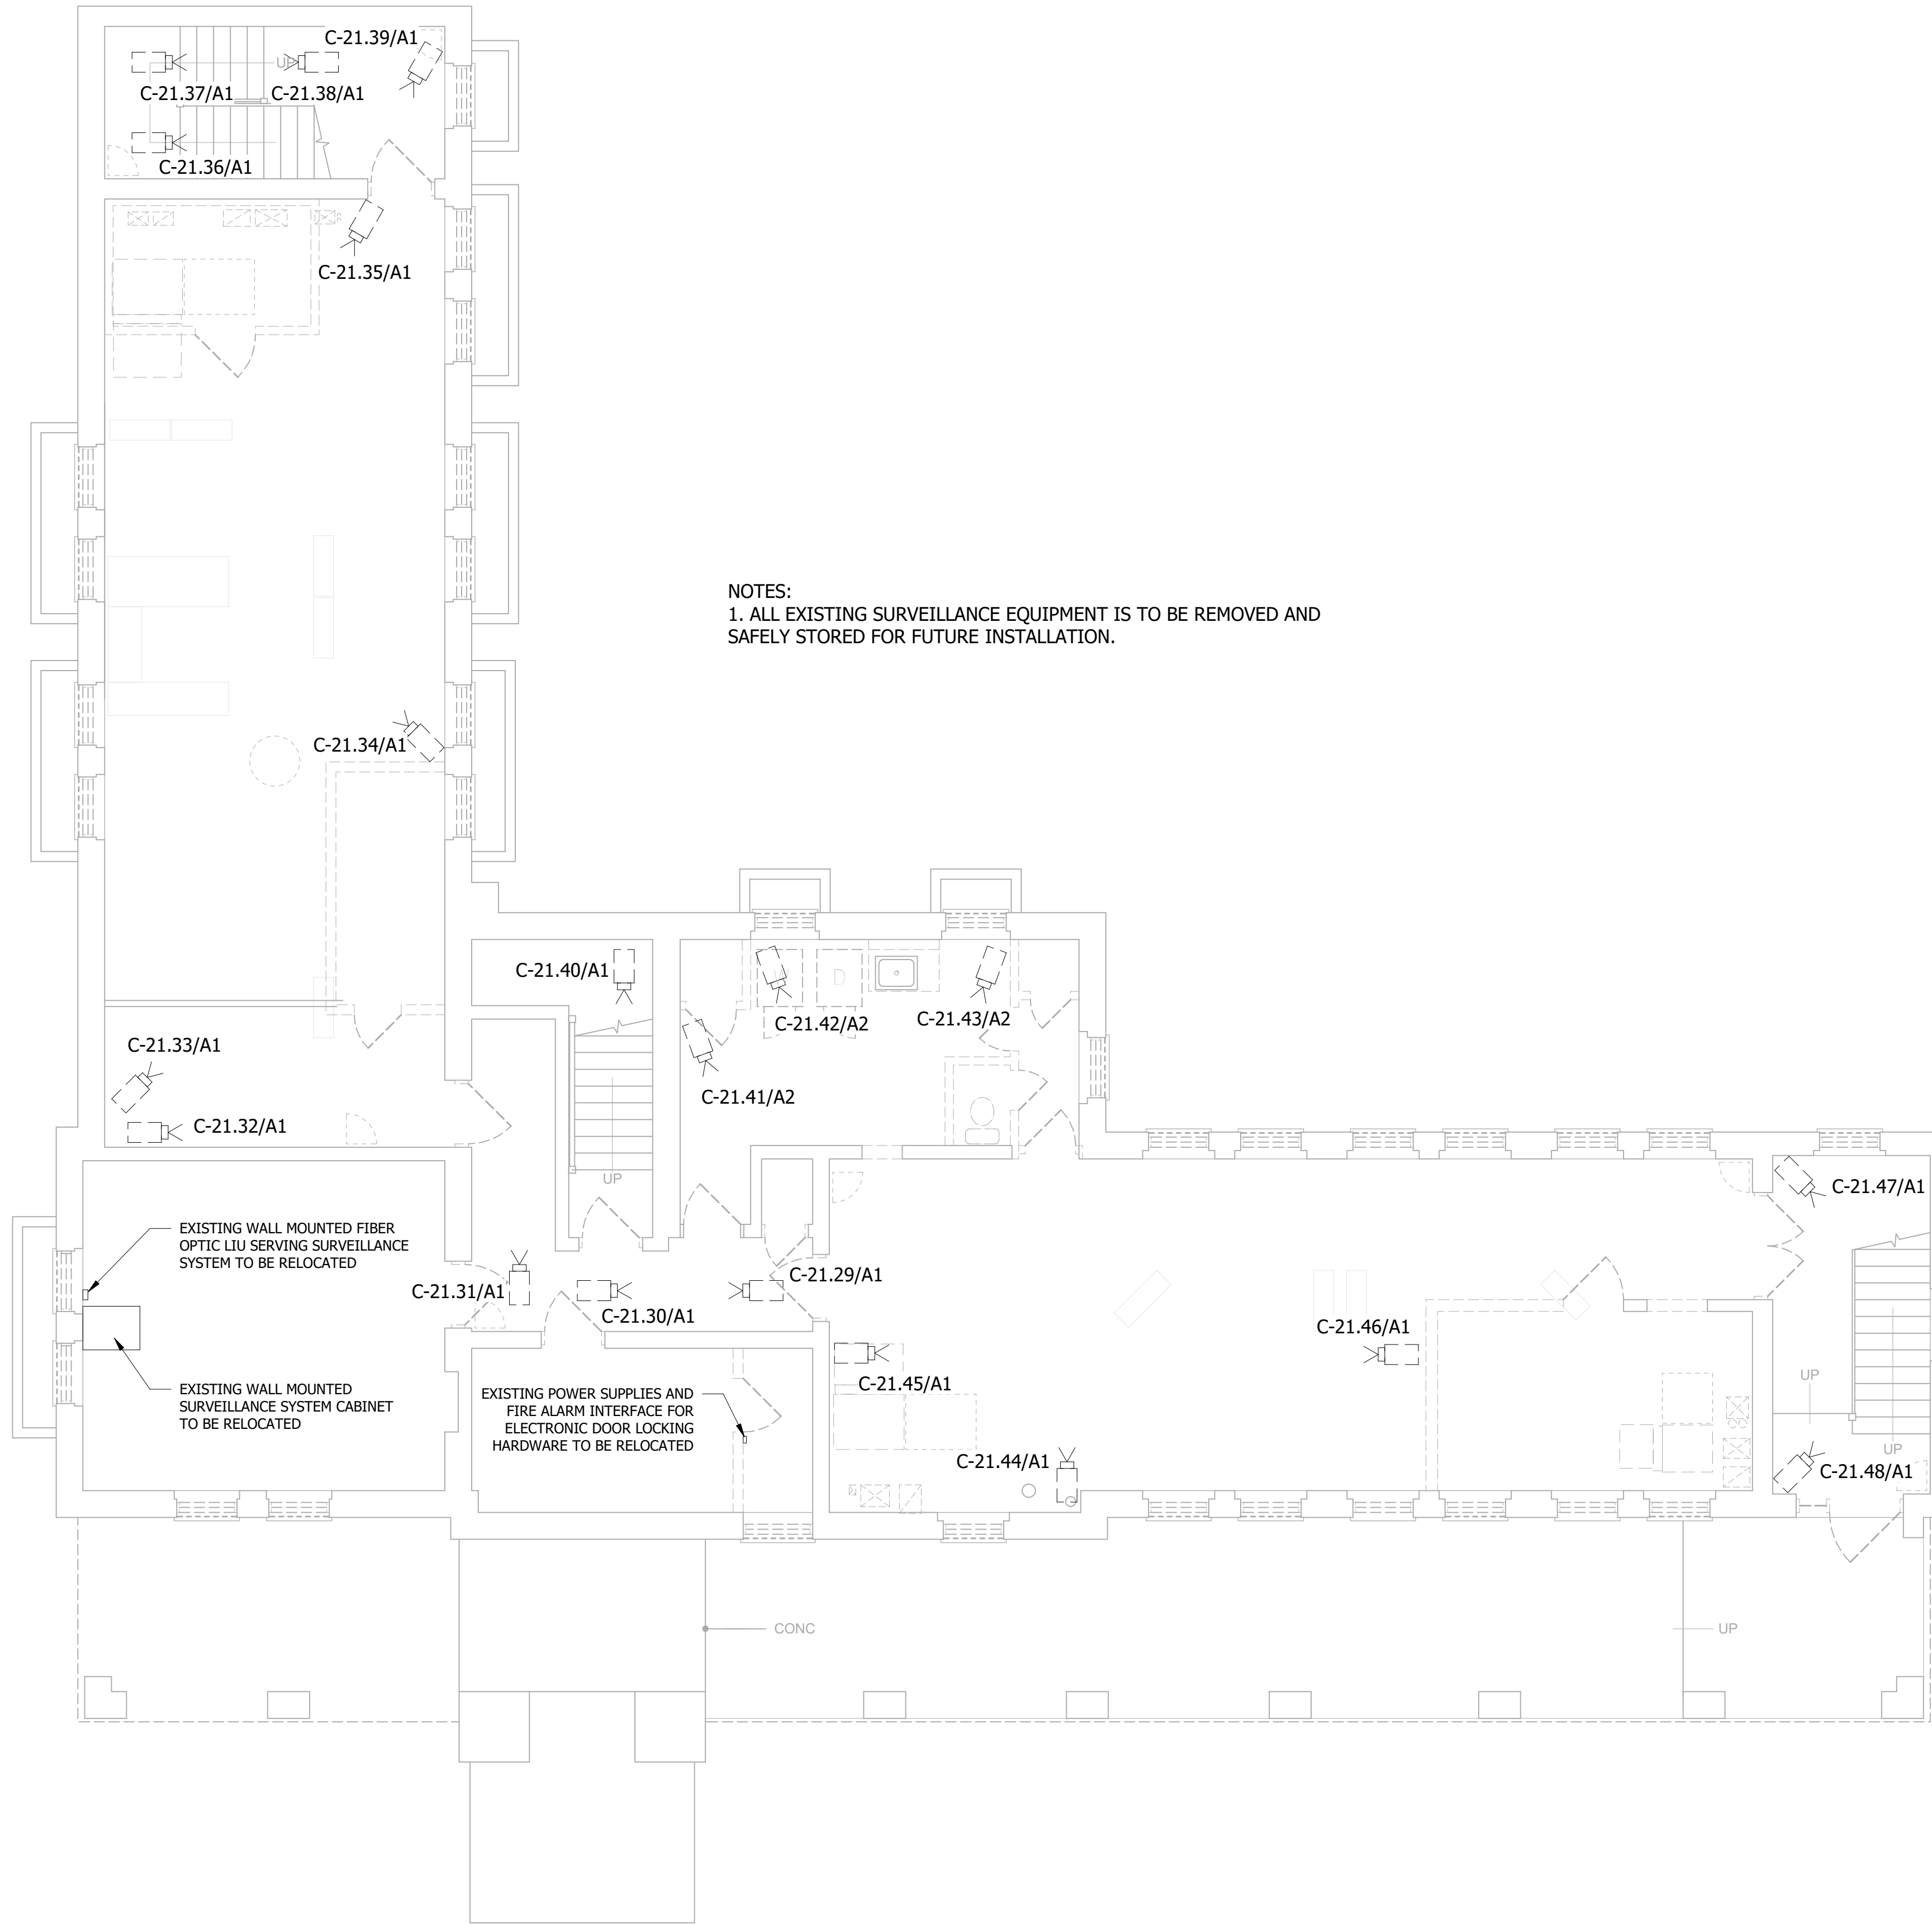 C-21.39/A1
UP
C-21.37/A1
C-21.38/A1
C-21.36/A1
C-21.35/A1
NOTES:
1. ALL EXISTING SURVEILLANCE EQUIPMENT IS TO BE REMOVED AND
SAFELY STORED FOR FUTURE INSTALLATION.
C-21.34/A1
C-21.40/A1
D
C-21.42/A2
C-21.43/A2
C-21.33/A1
C-21.41/A2
C-21.32/A1
UP
C-21.47/A1
EXISTING WALL MOUNTED FIBER
OPTIC LIU SERVING SURVEILLANCE
SYSTEM TO BE RELOCATED
C-21.31/A1
C-21.30/A1
C-21.29/A1
C-21.46/A1
EXISTING WALL MOUNTED
SURVEILLANCE SYSTEM CABINET
TO BE RELOCATED
EXISTING POWER SUPPLIES AND
FIRE ALARM INTERFACE FOR
ELECTRONIC DOOR LOCKING
HARDWARE TO BE RELOCATED
C-21.45/A1
UP
UP
C-21.44/A1
C-21.48/A1
CONC
UP